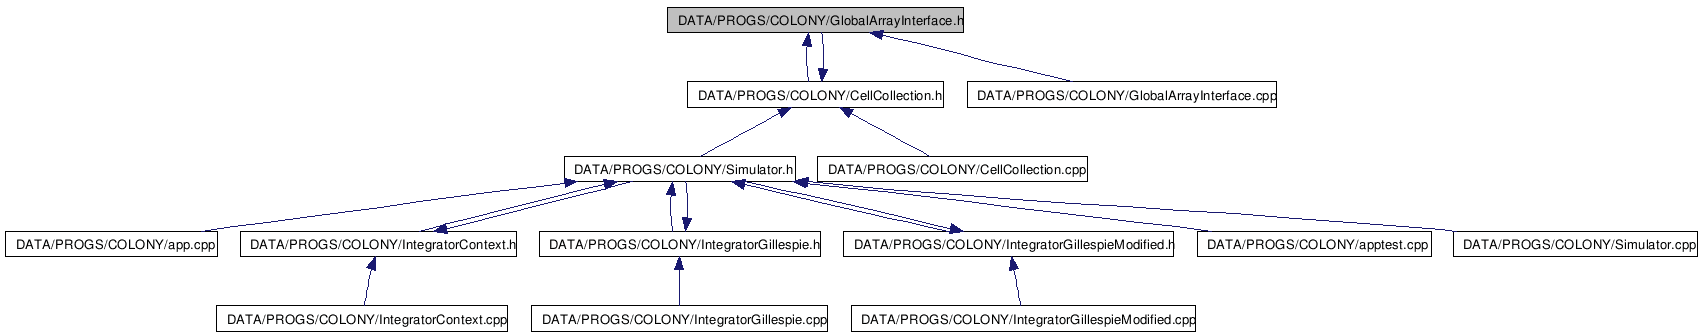 DATA/PROGS/COLONY/GlobalArrayInterface.h
DATA/PROGS/COLONY/CellCollection.h
DATA/PROGS/COLONY/GlobalArrayInterface.cpp
DATA/PROGS/COLONY/Simulator.h
DATA/PROGS/COLONY/CellCollection.cpp
DATA/PROGS/COLONY/app.cpp
DATA/PROGS/COLONY/IntegratorContext.h
DATA/PROGS/COLONY/IntegratorGillespie.h
DATA/PROGS/COLONY/IntegratorGillespieModified.h
DATA/PROGS/COLONY/apptest.cpp
DATA/PROGS/COLONY/Simulator.cpp
DATA/PROGS/COLONY/IntegratorContext.cpp
DATA/PROGS/COLONY/IntegratorGillespie.cpp
DATA/PROGS/COLONY/IntegratorGillespieModified.cpp